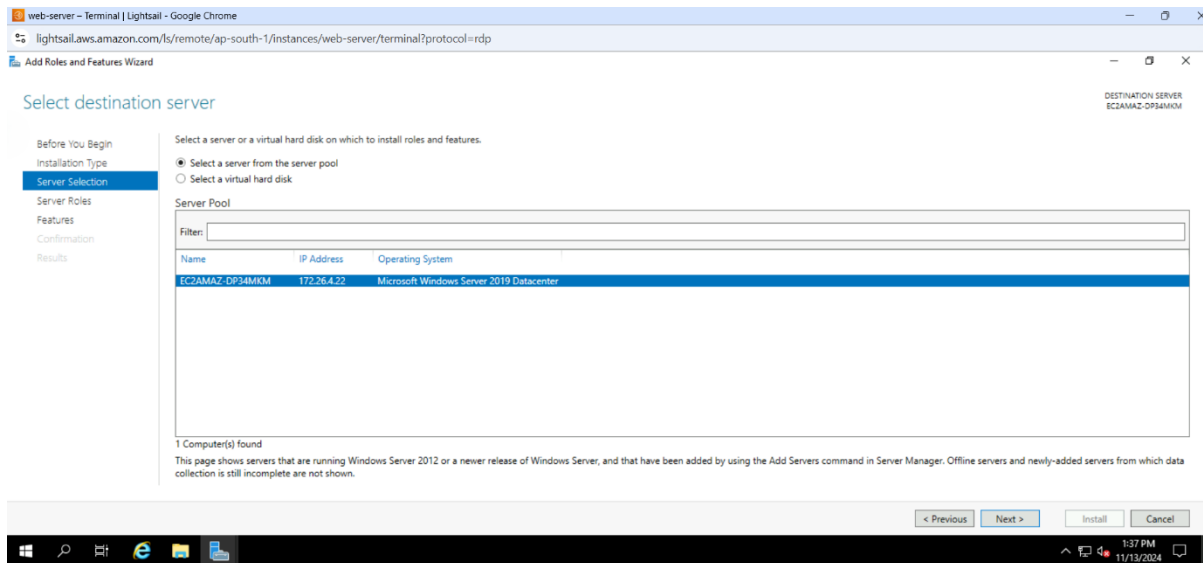 web-server – Terminal | Lightsail - Google Chrome
lightsail.aws.amazon.com/ls/remote/ap-south-1/instances/web-server/terminal?protocol=rdp
Add Roles and Features Wizard
Select destination server
DESTINATION SERVER
EC2AMAZ-DP34MKM
Before You Begin
Installation Type
Server Selection
Server Roles
Features
Confirmation
Results
Select a server or a virtual hard disk on which to install roles and features.
Select a server from the server pool
Select a virtual hard disk
Server Pool
Filter:
Name IP Address Operating System
EC2AMAZ-DP34MKM 172.26.4.22 Microsoft Windows Server 2019 Datacenter
1 Computer(s) found
This page shows servers that are running Windows Server 2012 or a newer release of Windows Server, and that have been added by using the Add Servers command in Server Manager. Offline servers and newly-added servers from which data
collection is still incomplete are not shown.
< Previous Next > Install Cancel
1:37 PM
11/13/2024